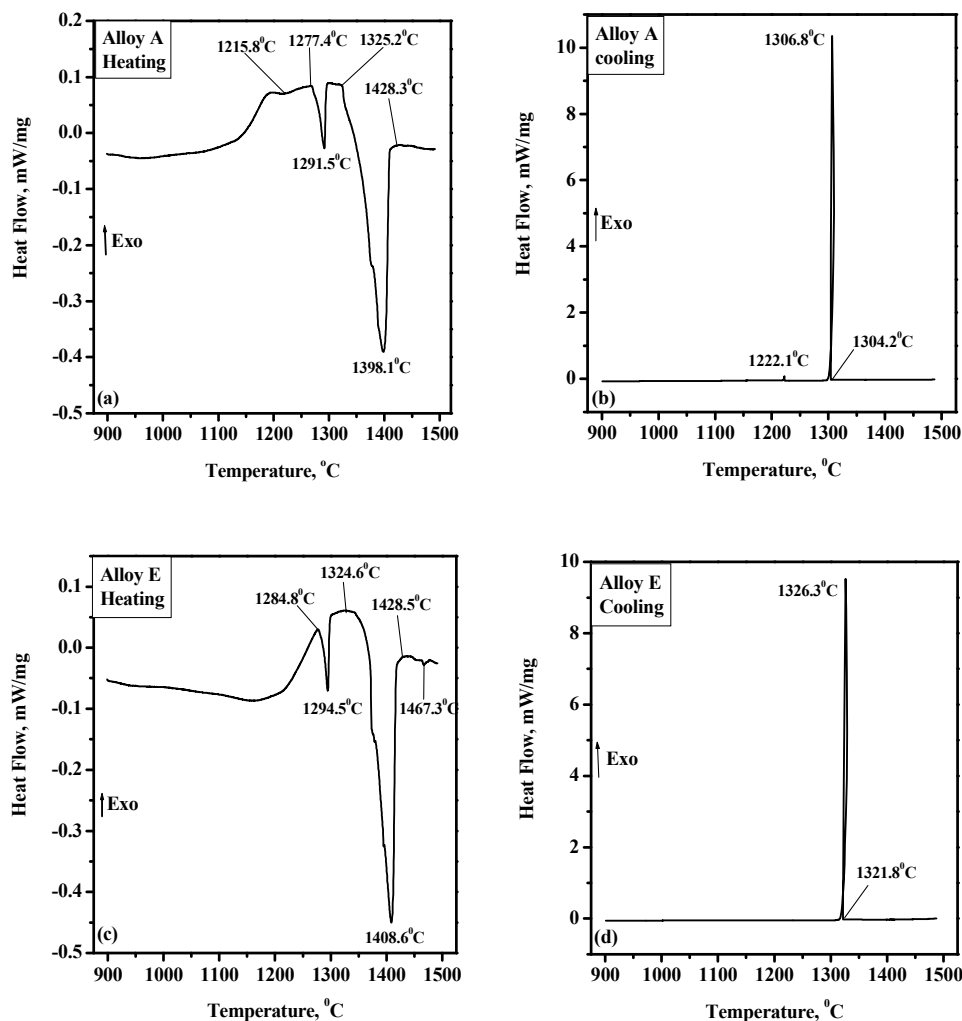 Alloy A
Heating
1215.8⁰C
1277.4⁰C
1325.2⁰C
1428.3⁰C
1291.5⁰C
1398.1⁰C
Exo
(a)
0.2
0.1
0.0
-0.1
-0.2
-0.3
-0.4
-0.5
Heat Flow, mW/mg
900 1000 1100 1200 1300 1400 1500
Temperature, ⁰C
Alloy A
cooling
1306.8⁰C
1304.2⁰C
1222.1⁰C
Exo
(b)
10
8
6
4
2
0
Heat Flow, mW/mg
900 1000 1100 1200 1300 1400 1500
Temperature, ⁰C
Alloy E
Heating
1324.6⁰C
1284.8⁰C
1428.5⁰C
1294.5⁰C
1467.3⁰C
1408.6⁰C
Exo
(c)
0.1
0.0
-0.1
-0.2
-0.3
-0.4
-0.5
Heat Flow, mW/mg
900 1000 1100 1200 1300 1400 1500
Temperature, ⁰C
Alloy E
Cooling
1326.3⁰C
1321.8⁰C
Exo
(d)
10
8
6
4
2
0
Heat Flow, mW/mg
900 1000 1100 1200 1300 1400 1500
Temperature, ⁰C